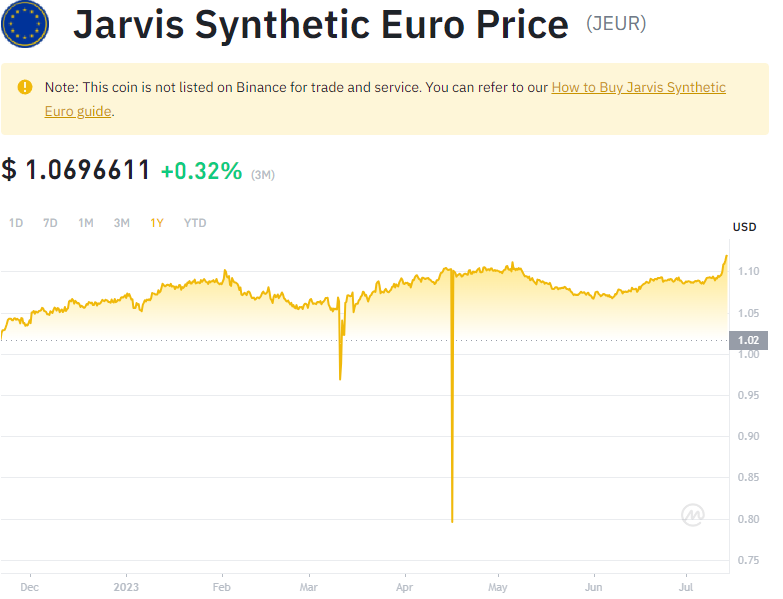 Jarvis Synthetic Euro Price (JEUR)
Note: This coin is not listed on Binance for trade and service. You can refer to our How to Buy Jarvis Synthetic
Euro guide.
$ 1.0696611 +0.32% (3M)
1D 7D 1M 3M 1Y YTD
USD
1.10
1.05
1.02
1.00
0.95
0.90
0.85
0.80
0.75
Dec 2023 Feb Mar Apr May Jun Jul